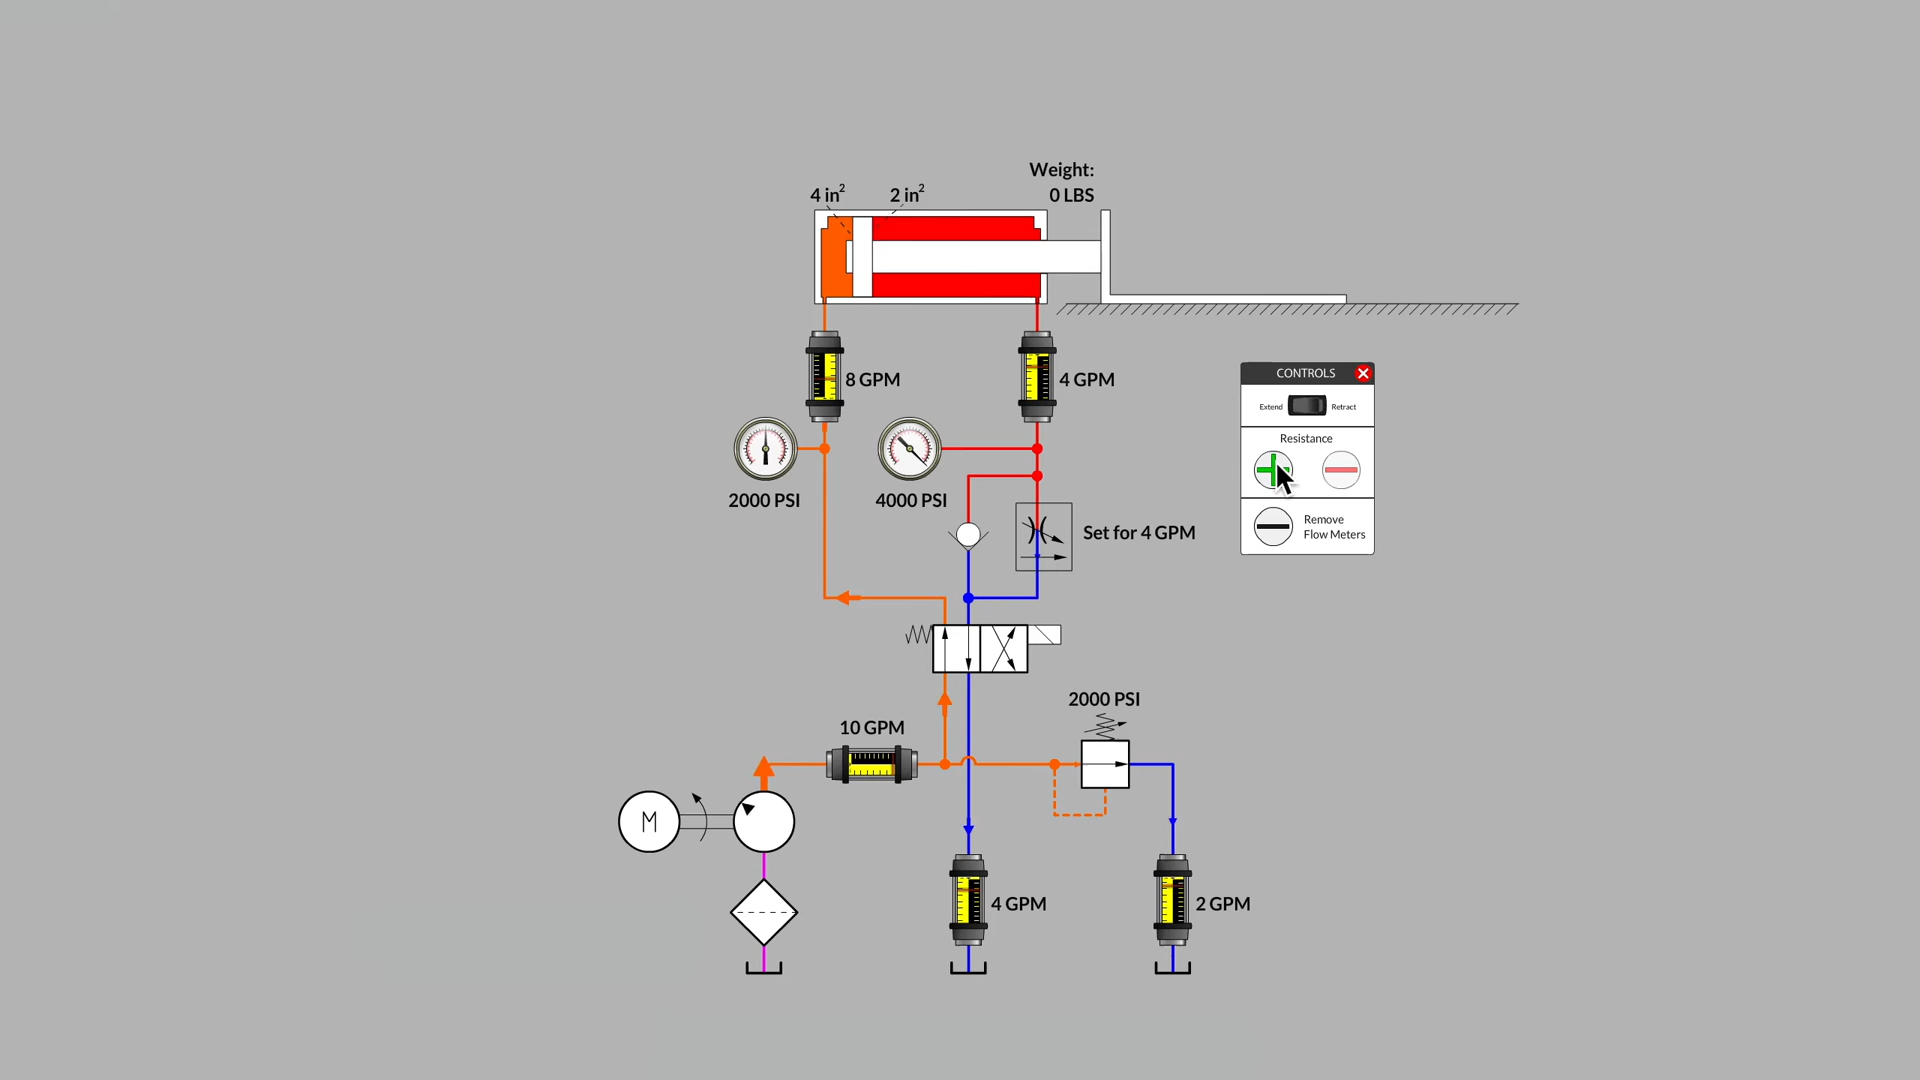 Weight:
0 LBS
4 in²
2 in²
8 GPM
4 GPM
CONTROLS
Extend
Retract
Resistance
2000 PSI
4000 PSI
Set for 4 GPM
Remove
Flow Meters
2000 PSI
10 GPM
M
4 GPM
2 GPM